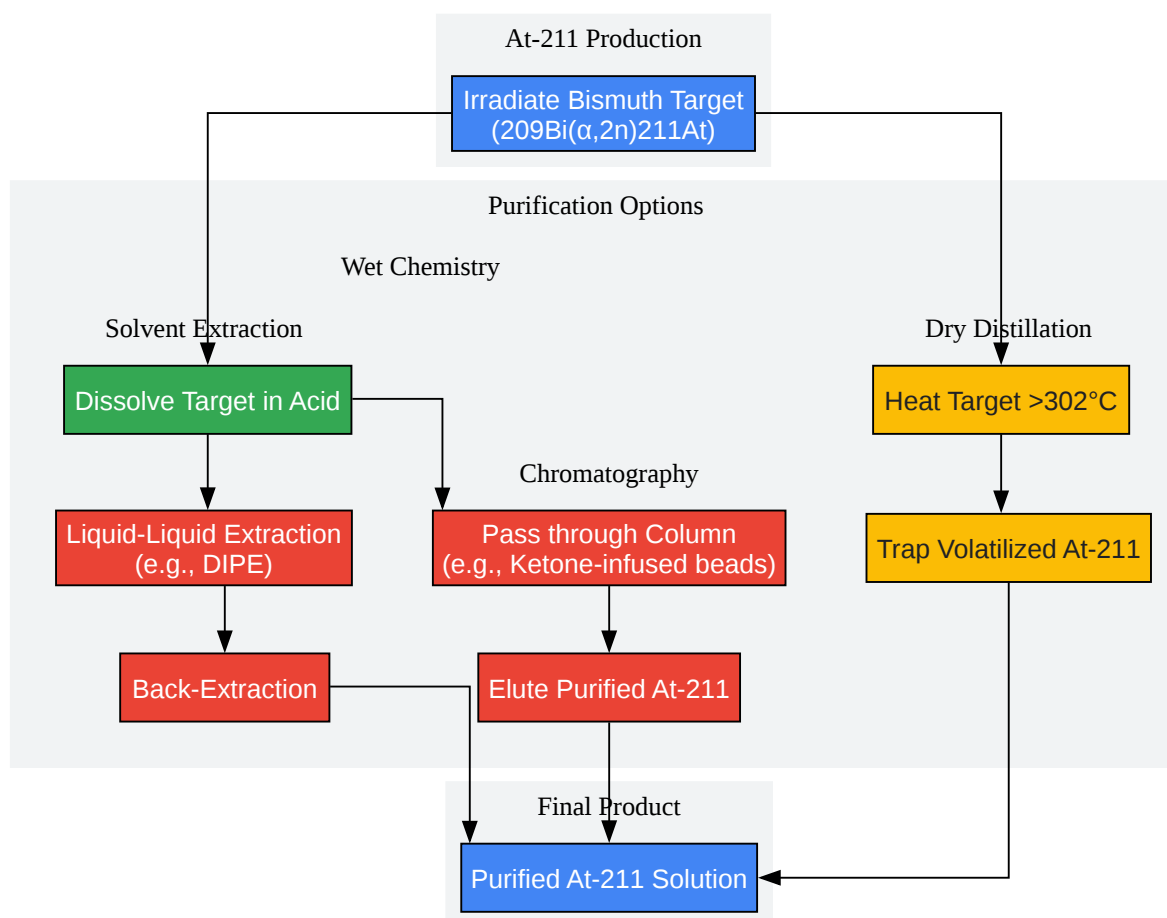 At-211 Production
Irradiate Bismuth Target
(209Bi(α,2n)211At)
Purification Options
Wet Chemistry
Solvent Extraction
Dry Distillation
Dissolve Target in Acid
Heat Target >302°C
Chromatography
Liquid-Liquid Extraction
(e.g., DIPE)
Pass through Column
(e.g., Ketone-infused beads)
Trap Volatilized At-211
Back-Extraction
Elute Purified At-211
Final Product
Purified At-211 Solution